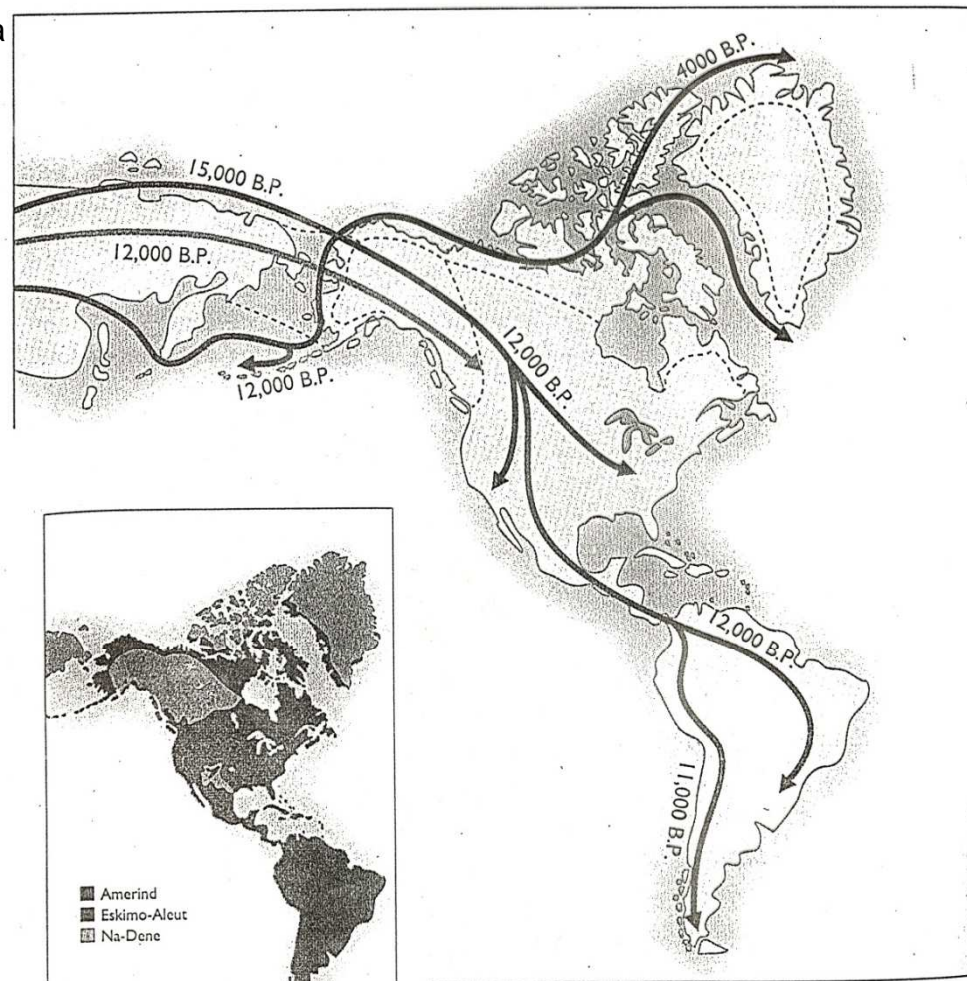 a
4000 B.P.
15,000 B.P.
12,000 B.P.
12,000 B.P.
12,000 B.P.
12,000 B.P.
11,000 B.P.
Amerind
Eskimo-Aleut
Na-Dene